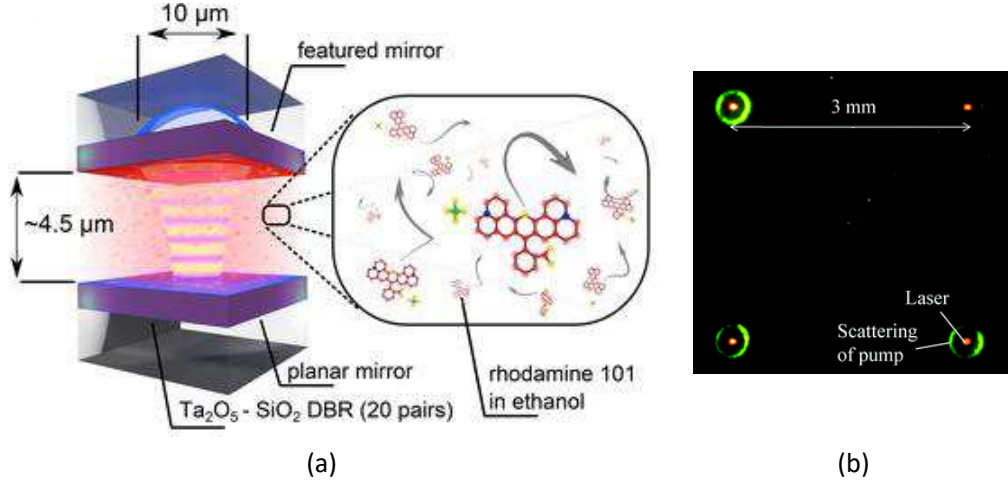 10 µm
featured mirror
~4.5 µm
planar mirror
Ta₂O₅ - SiO₂ DBR (20 pairs)
rhodamine 101
in ethanol
(a)
3 mm
Laser
Scattering
of pump
(b)